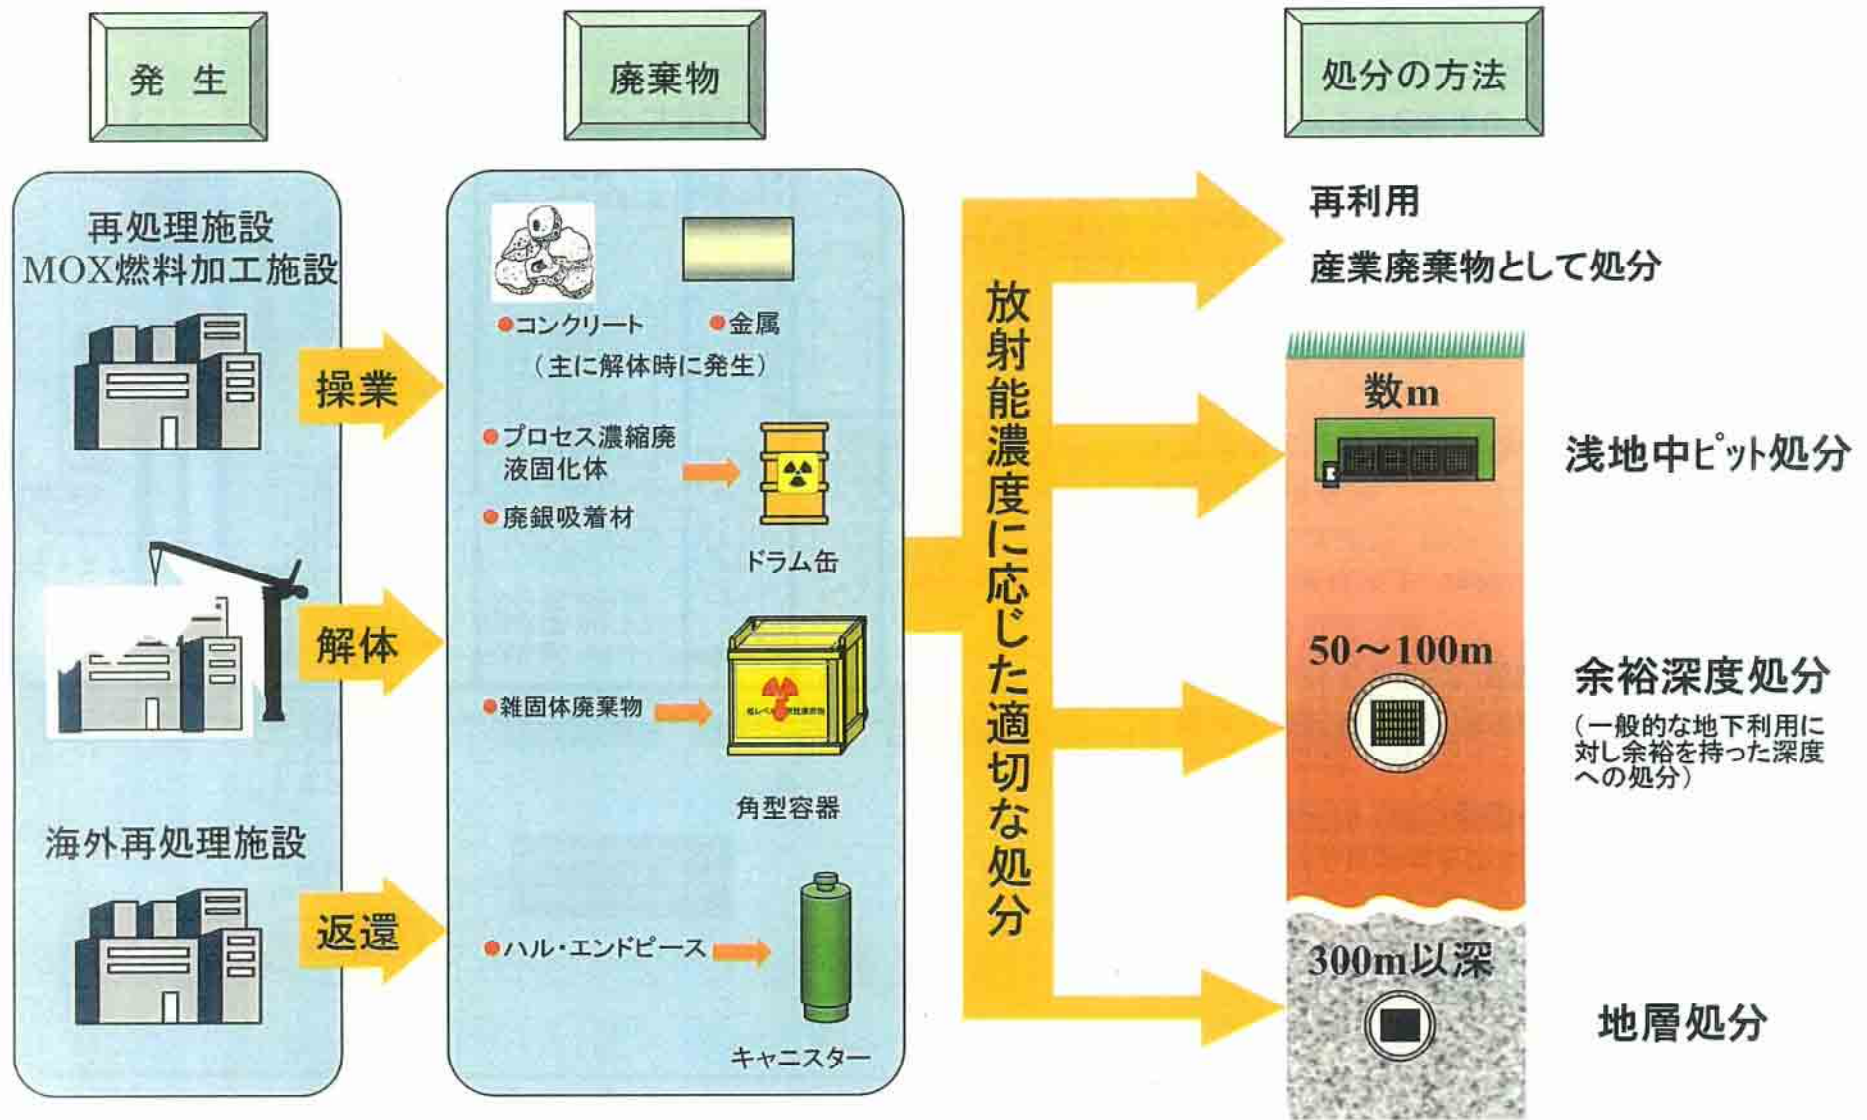 発 生
廃棄物
処分の方法
再処理施設
MOX燃料加工施設
操業
解体
海外再処理施設
返還
●コンクリート
●金属
（主に解体時に発生）
●プロセス濃縮廃
液固化体
●廃銀吸着材
ドラム缶
●雑固体廃棄物
角型容器
●ハル・エンドピース
キャニスター
放射能濃度に応じた適切な処分
再利用
産業廃棄物として処分
数m
浅地中ピット処分
50～100m
余裕深度処分
（一般的な地下利用に
対し余裕を持った深度
への処分）
300m以深
地層処分